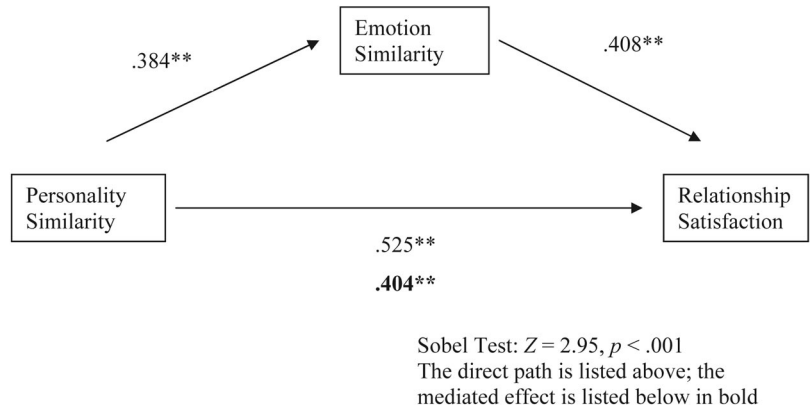 Emotion
Similarity
.384**
.408**
Personality
Similarity
Relationship
Satisfaction
.525**
.404**
Sobel Test: Z = 2.95, p < .001
The direct path is listed above; the
mediated effect is listed below in bold